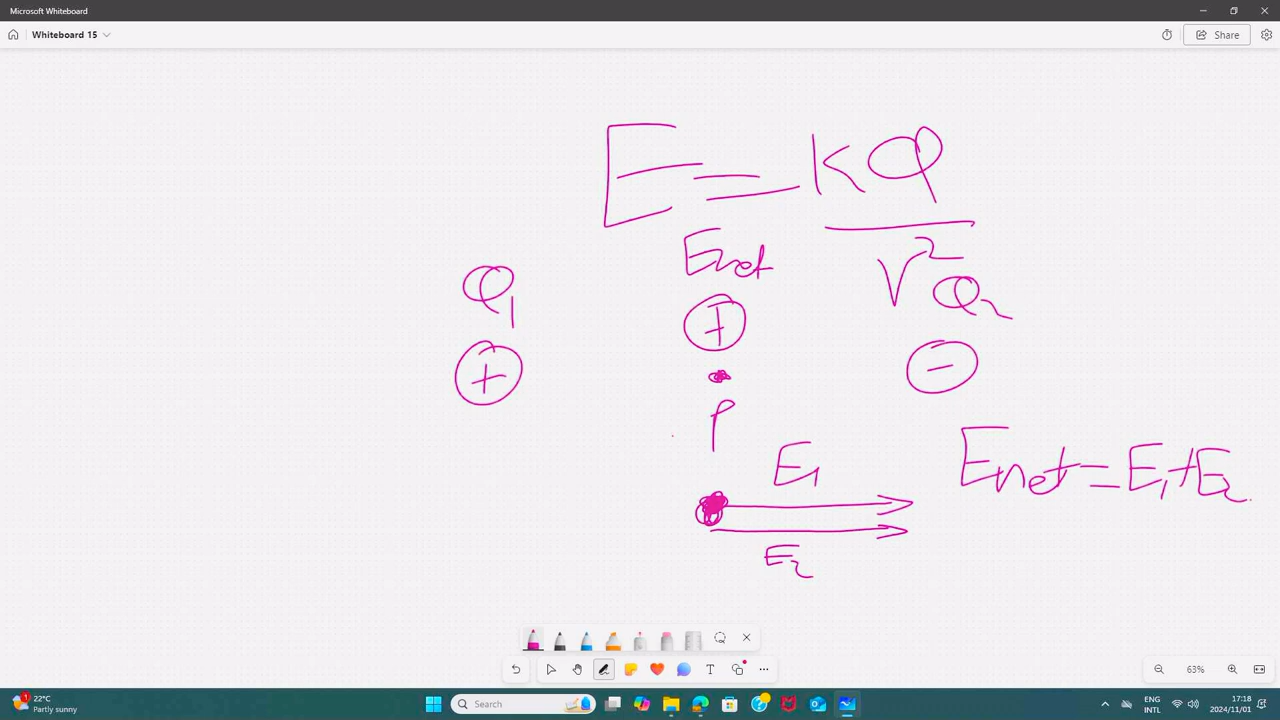 Microsoft Whiteboard
Whiteboard 15
Share
E = KQ
r²
Enet
Q1
Q2
+
+
−
P
E1
Enet = E1 + E2
E2
63%
1
22°C
Partly sunny
Search
ENG
INTL
17:18
2024/11/01